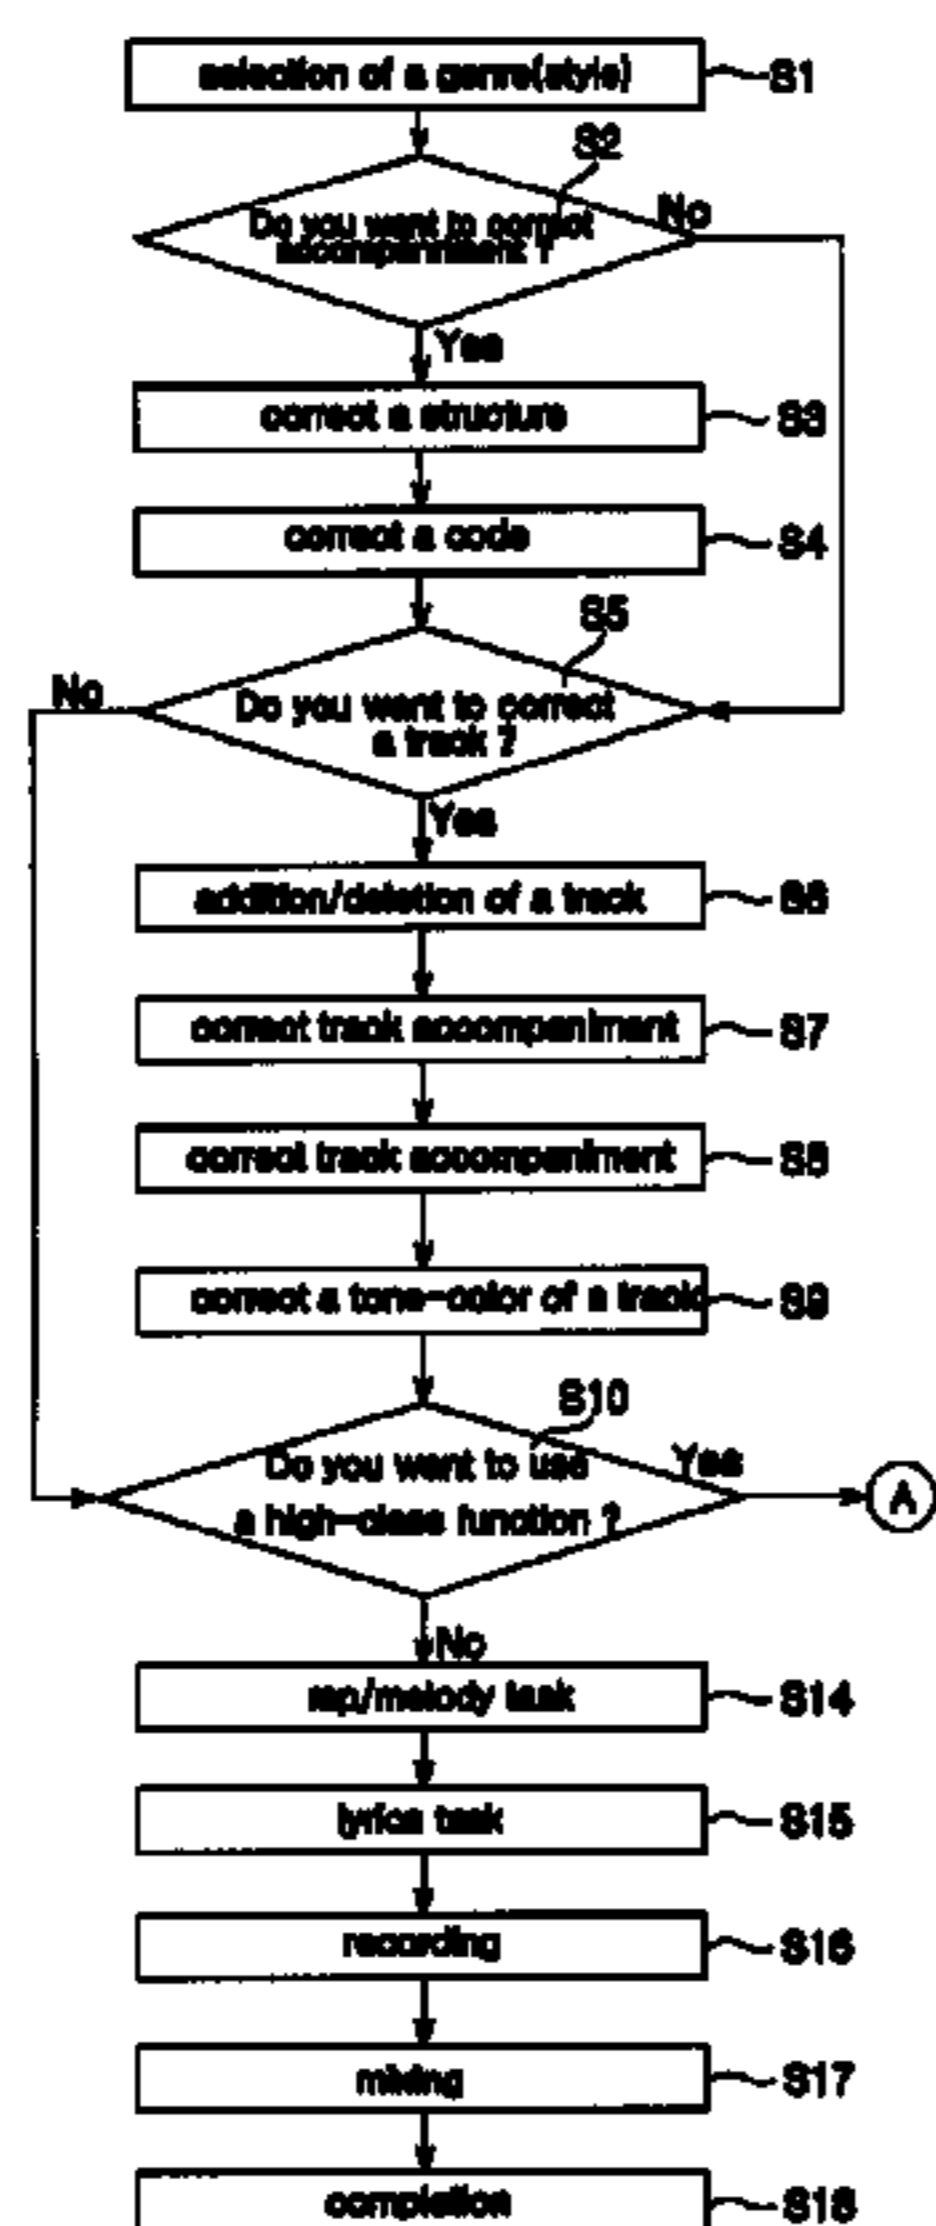 selection of a genre(style)
S1
S2
Do you want to correct
accompaniment ?
No
Yes
correct a structure
S3
correct a code
S4
S5
No
Do you want to correct
a track ?
Yes
addition/deletion of a track
S6
correct track accompaniment
S7
correct track accompaniment
S8
correct a tone-color of a track
S9
S10
Do you want to use
a high-class function ?
Yes
A
No
rap/melody task
S14
lyrics task
S15
recording
S16
mixing
S17
completion
S18